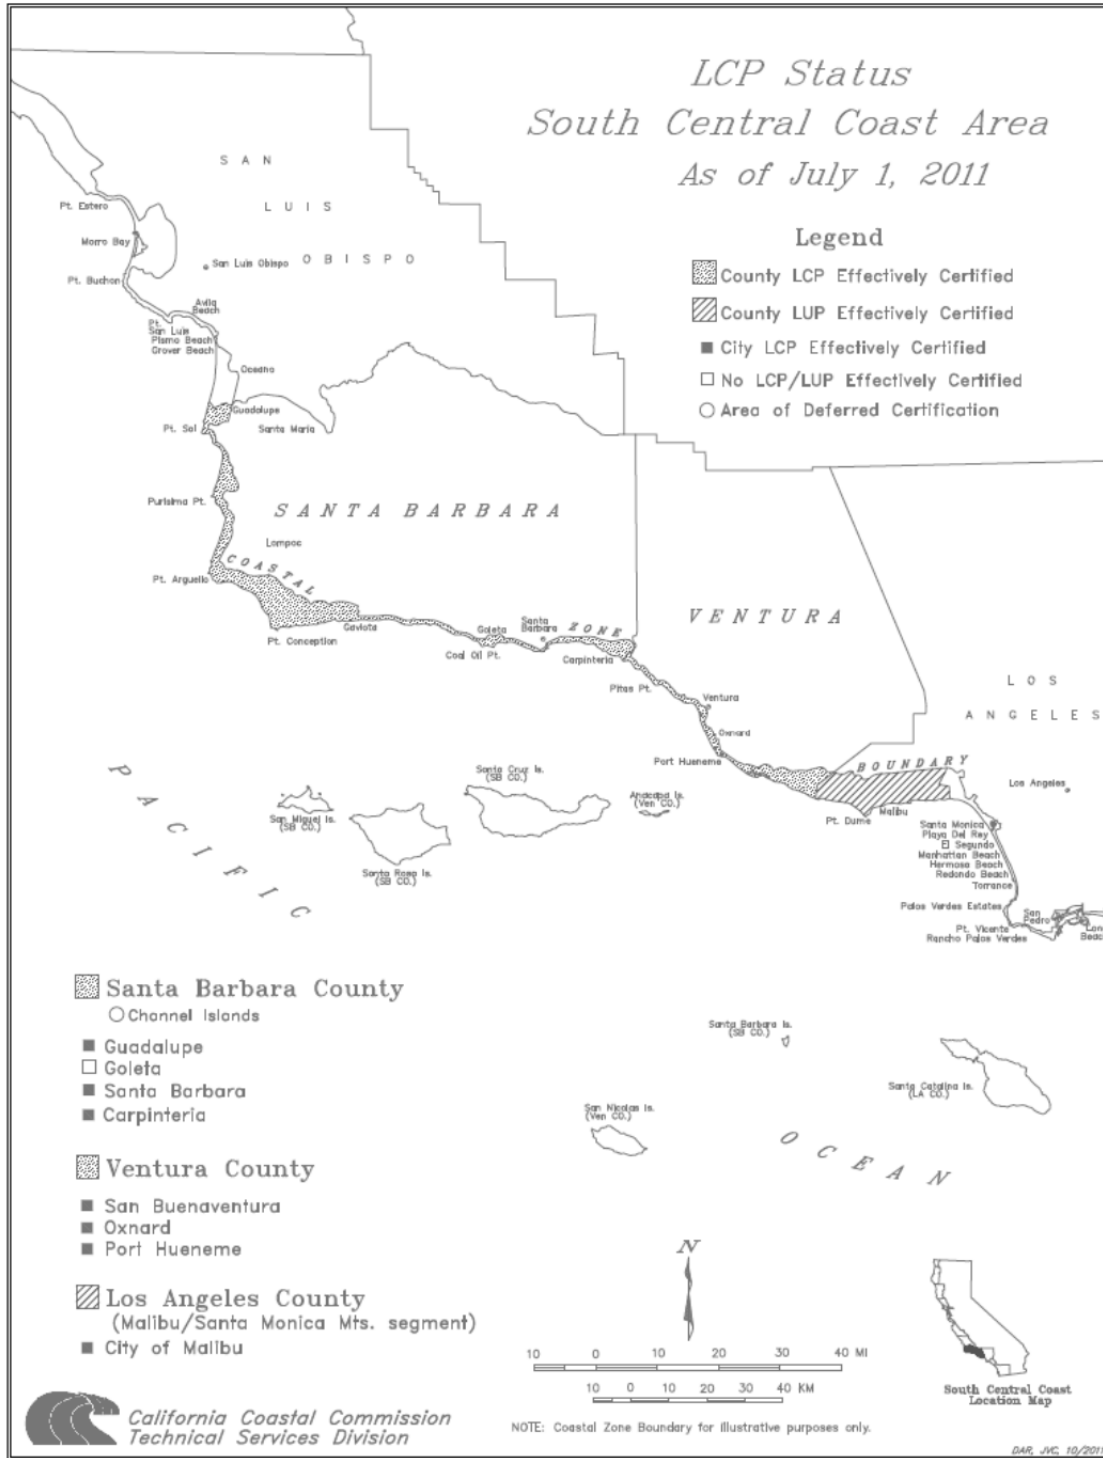 LCP Status
South Central Coast Area
As of July 1, 2011
Legend
County LCP Effectively Certified
County LUP Effectively Certified
City LCP Effectively Certified
No LCP/LUP Effectively Certified
Area of Deferred Certification
SAN
LUIS
OBISPO
Pt. Estero
Morro Bay
San Luis Obispo
Pt. Buchon
Avila
Beach
Pt.
San Luis
Pismo Beach
Grover Beach
Oceano
Guadalupe
Pt. Sal
Santa Maria
Purisima Pt.
SANTA BARBARA
Lompoc
COASTAL
Pt. Arguello
Pt. Conception
Gaviota
Goleta
Santa
Barbara
ZONE
Coal Oil Pt.
Carpinteria
VENTURA
Pitas Pt.
Ventura
Oxnard
Port Hueneme
LOS
ANGELES
BOUNDARY
Los Angeles
Malibu
Pt. Dume
Santa Monica
Playa Del Rey
El Segundo
Manhattan Beach
Hermosa Beach
Redondo Beach
Torrance
Palos Verdes Estates
San
Pedro
Pt. Vicente
Rancho Palos Verdes
Lon
Beac
PACIFIC
San Miguel Is.
(SB CO.)
Santa Rosa Is.
(SB CO.)
Santa Cruz Is.
(SB CO.)
Anacapa Is.
(Ven CO.)
Santa Barbara Is.
(SB CO.)
Santa Catalina Is.
(LA CO.)
San Nicolas Is.
(Ven CO.)
OCEAN
Santa Barbara County
Channel Islands
Guadalupe
Goleta
Santa Barbara
Carpinteria
Ventura County
San Buenaventura
Oxnard
Port Hueneme
Los Angeles County
(Malibu/Santa Monica Mts. segment)
City of Malibu
N
10 0 10 20 30 40 MI
10 0 10 20 30 40 KM
South Central Coast
Location Map
California Coastal Commission
Technical Services Division
NOTE: Coastal Zone Boundary for illustrative purposes only.
DAR, JVC, 10/2011